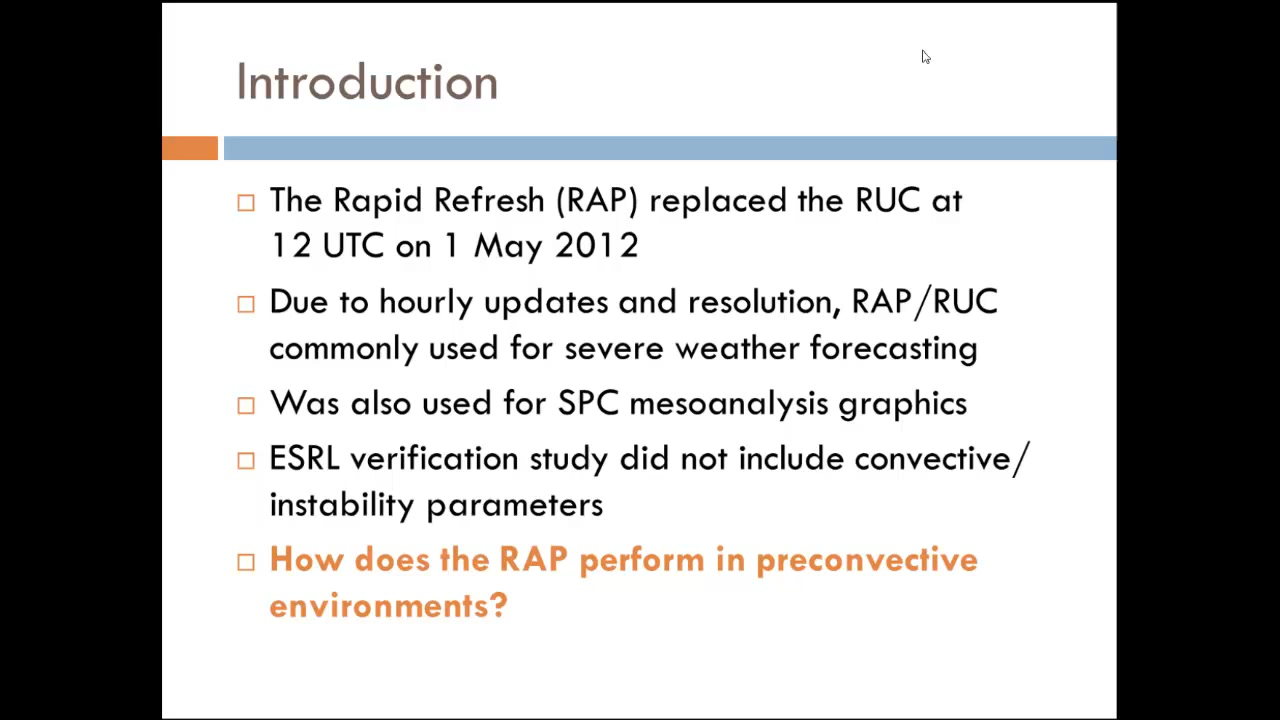 Introduction
The Rapid Refresh (RAP) replaced the RUC at
12 UTC on 1 May 2012
Due to hourly updates and resolution, RAP/RUC
commonly used for severe weather forecasting
Was also used for SPC mesoanalysis graphics
ESRL verification study did not include convective/
instability parameters
How does the RAP perform in preconvective
environments?